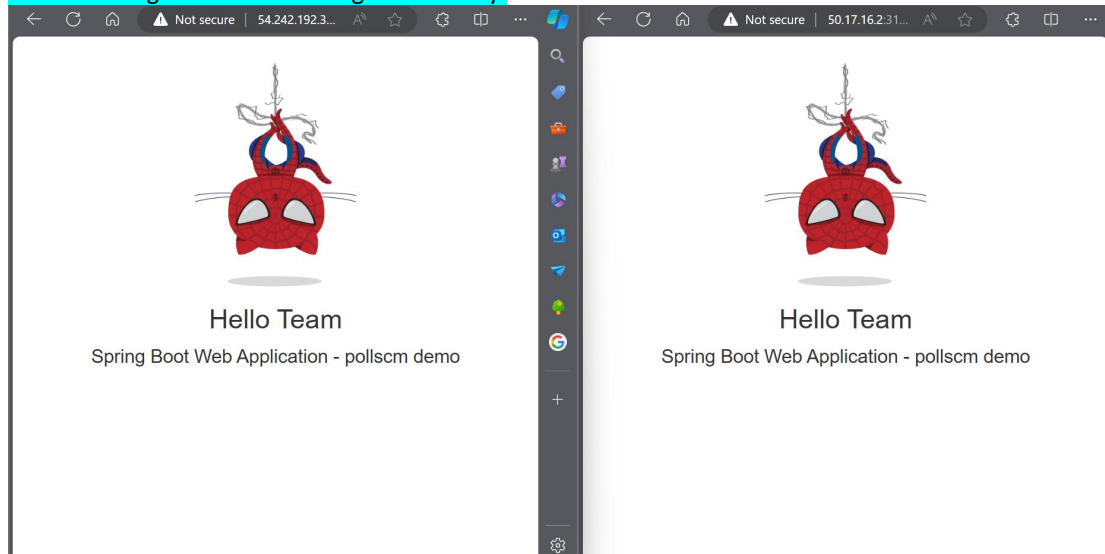 Not secure
54.242.192.3...
Not secure
50.17.16.2:31...
Hello Team
Spring Boot Web Application - pollscm demo
Hello Team
Spring Boot Web Application - pollscm demo